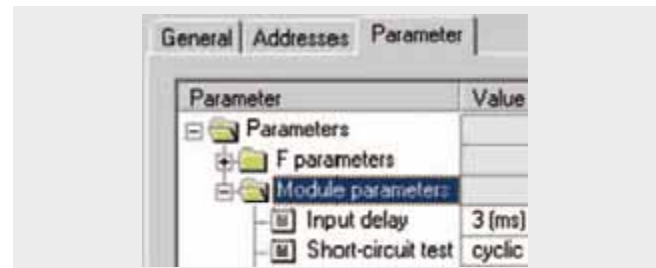 General Addresses Parameter
Parameter Value
Parameters
F parameters
Module parameters
Input delay 3 (ms)
Short-circuit test cyclic